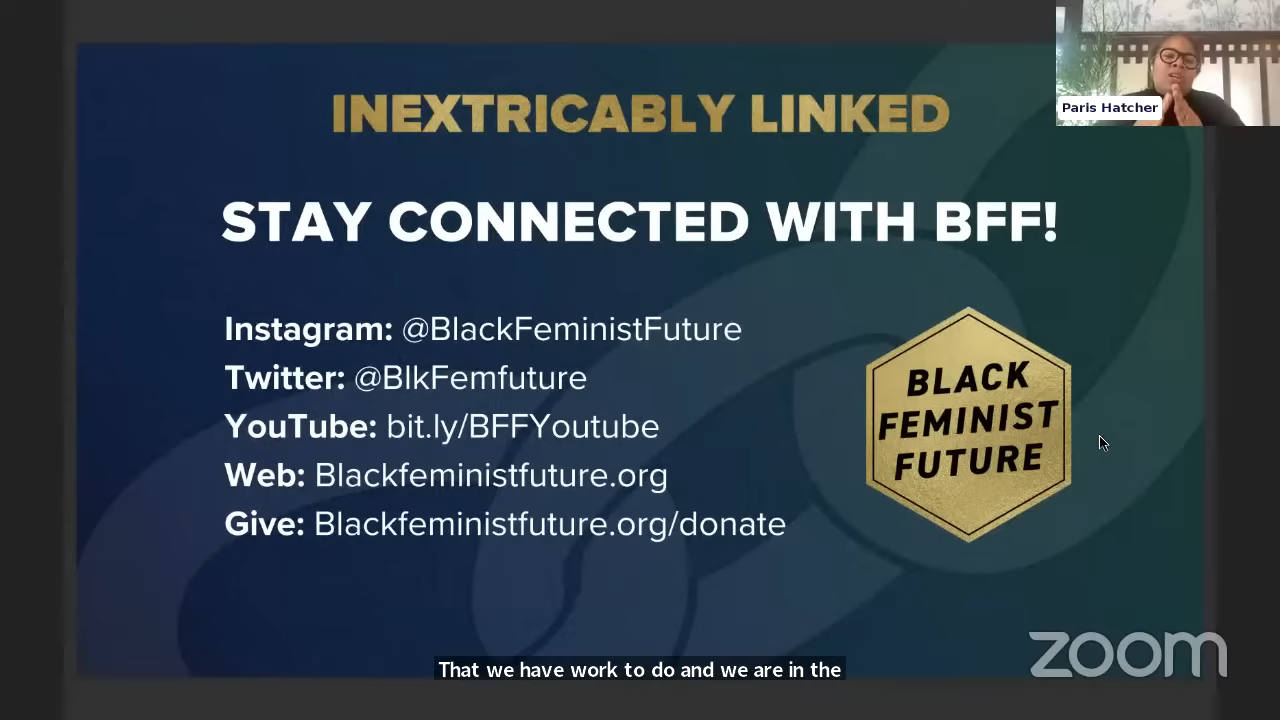 Paris Hatcher
INEXTRICABLY LINKED
STAY CONNECTED WITH BFF!
Instagram: @BlackFeministFuture
Twitter: @BlkFemfuture
YouTube: bit.ly/BFFYoutube
Web: Blackfeministfuture.org
Give: Blackfeministfuture.org/donate
BLACK
FEMINIST
FUTURE
zoom
That we have work to do and we are in the